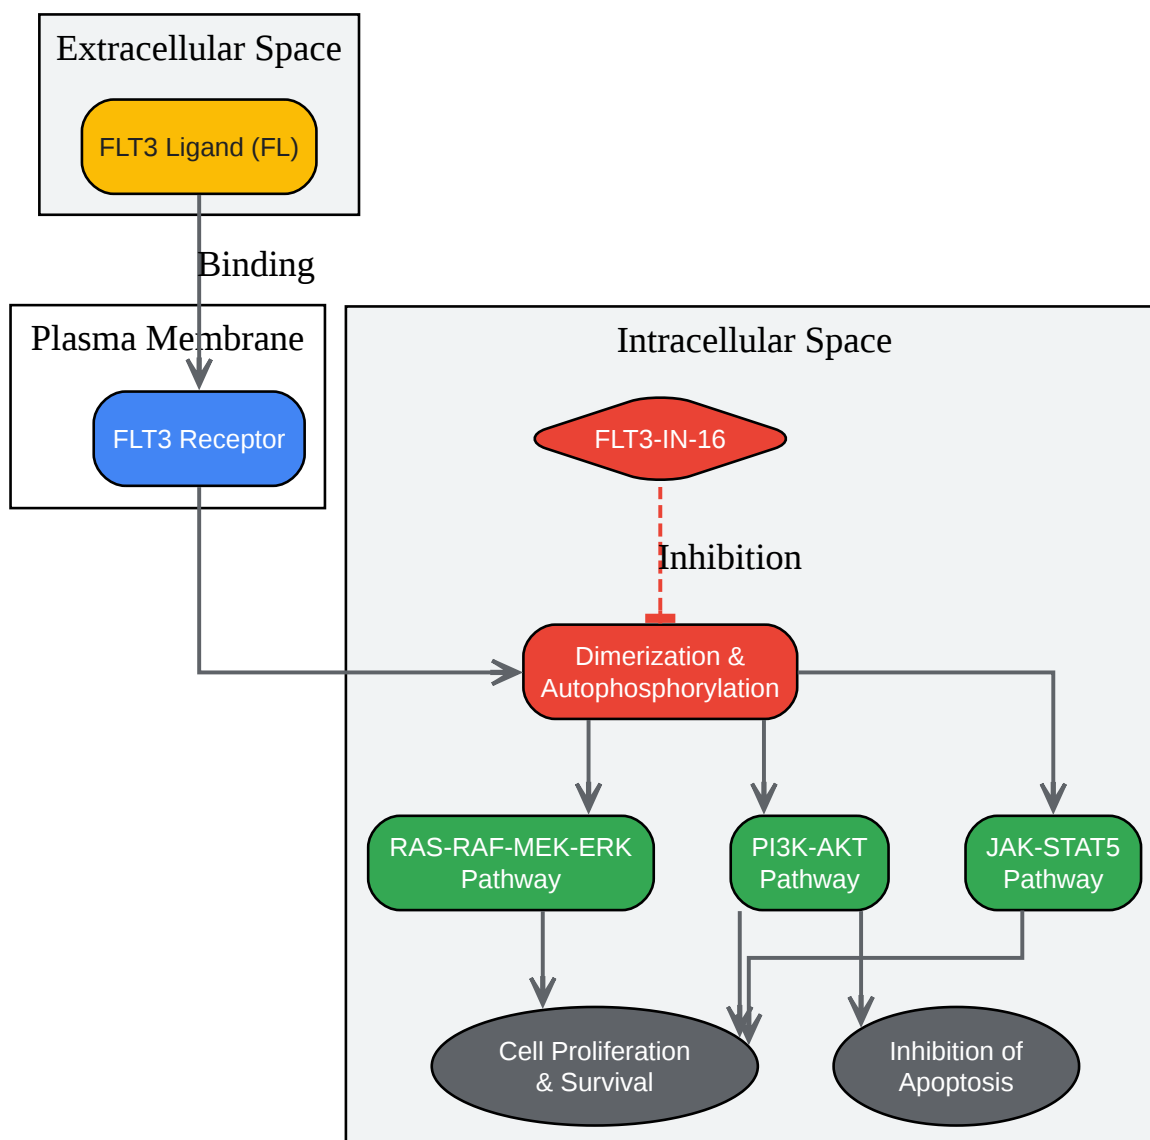 Extracellular Space
FLT3 Ligand (FL)
Binding
Plasma Membrane
FLT3 Receptor
Intracellular Space
FLT3-IN-16
Inhibition
Dimerization &
Autophosphorylation
RAS-RAF-MEK-ERK
Pathway
PI3K-AKT
Pathway
JAK-STAT5
Pathway
Cell Proliferation
& Survival
Inhibition of
Apoptosis